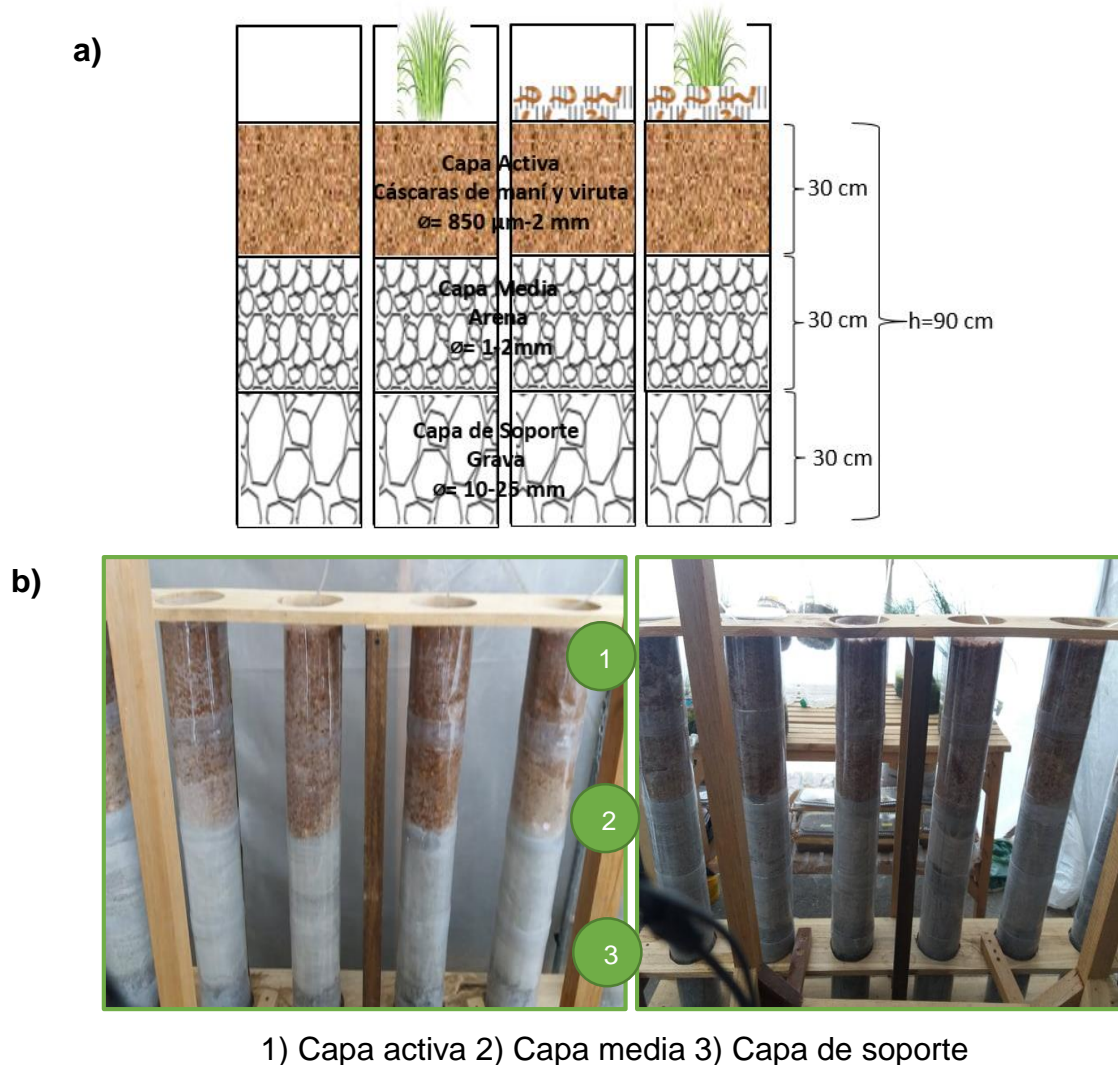 a)
Capa Activa
Cáscaras de maní y viruta
ø= 850 µm-2 mm
30 cm
Capa Media
Arena
ø= 1-2mm
30 cm
h=90 cm
Capa de Soporte
Grava
ø= 10-25 mm
30 cm
b)
1
2
3
1) Capa activa 2) Capa media 3) Capa de soporte